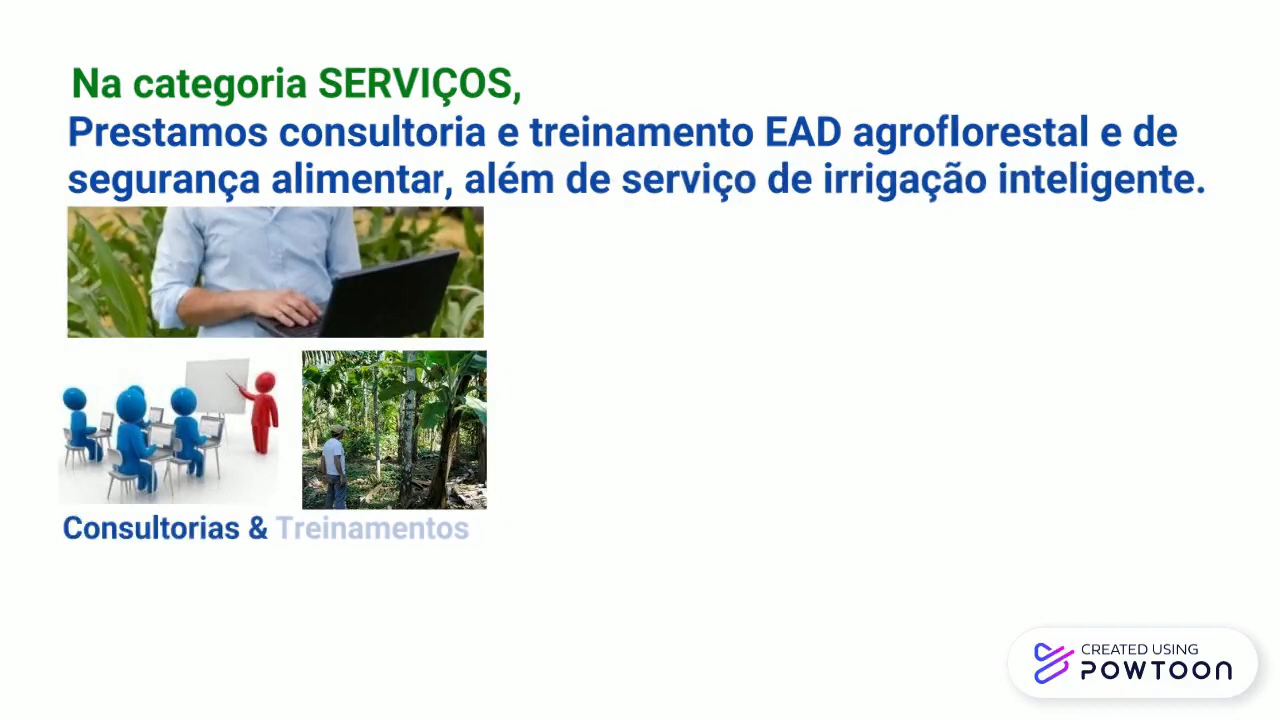 Na categoria SERVIÇOS,
Prestamos consultoria e treinamento EAD agroflorestal e de
segurança alimentar, além de serviço de irrigação inteligente.
Consultorias & Treinamentos
CREATED USING
POWTOON